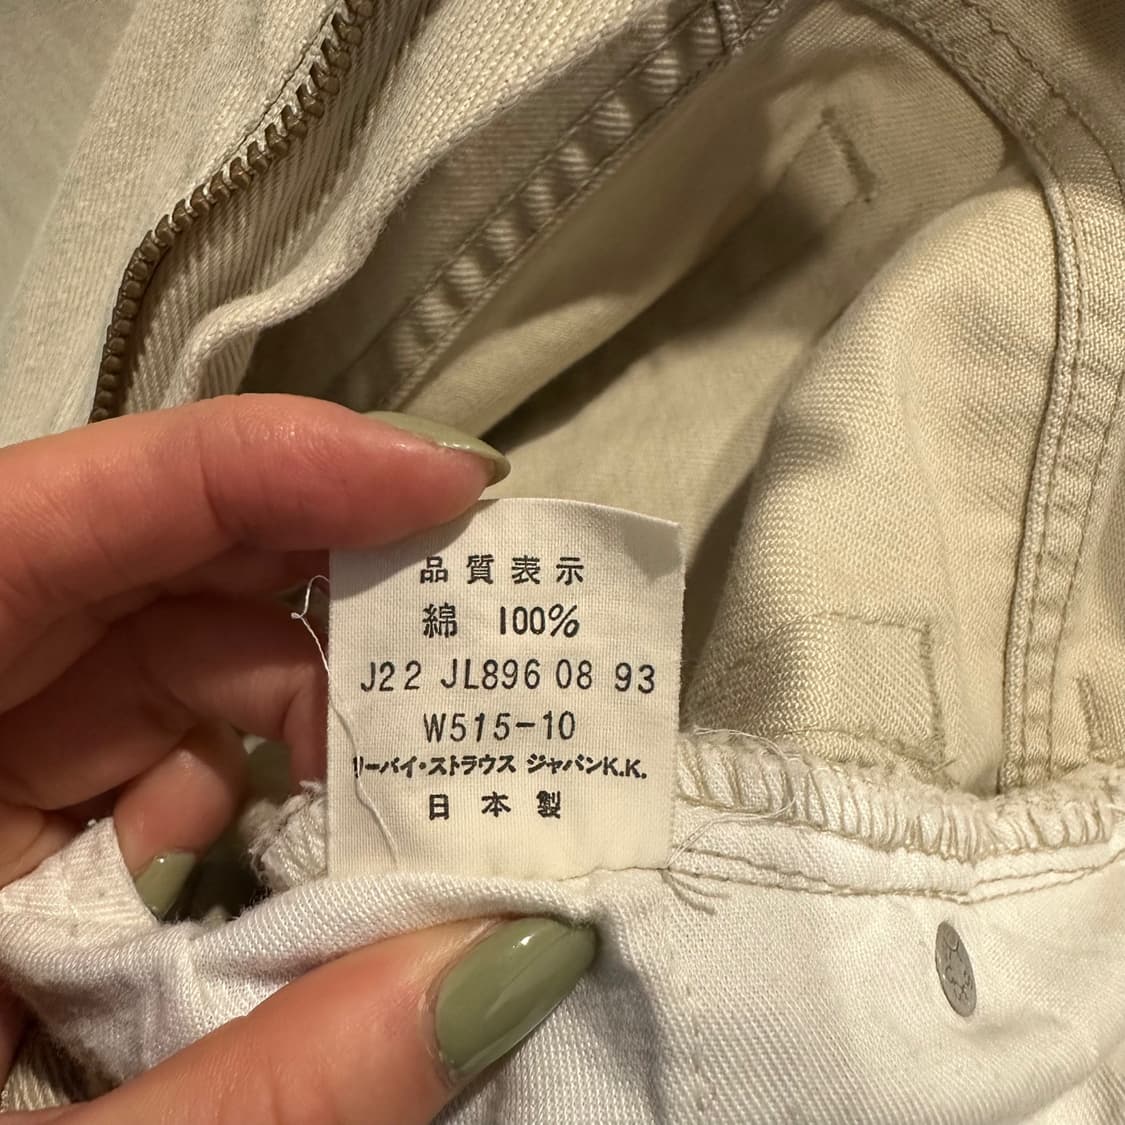 品質表示
綿 100%
J22 JL896 08 93
W515-10
リーバイ・ストラウス ジャパンK.K.
日本製